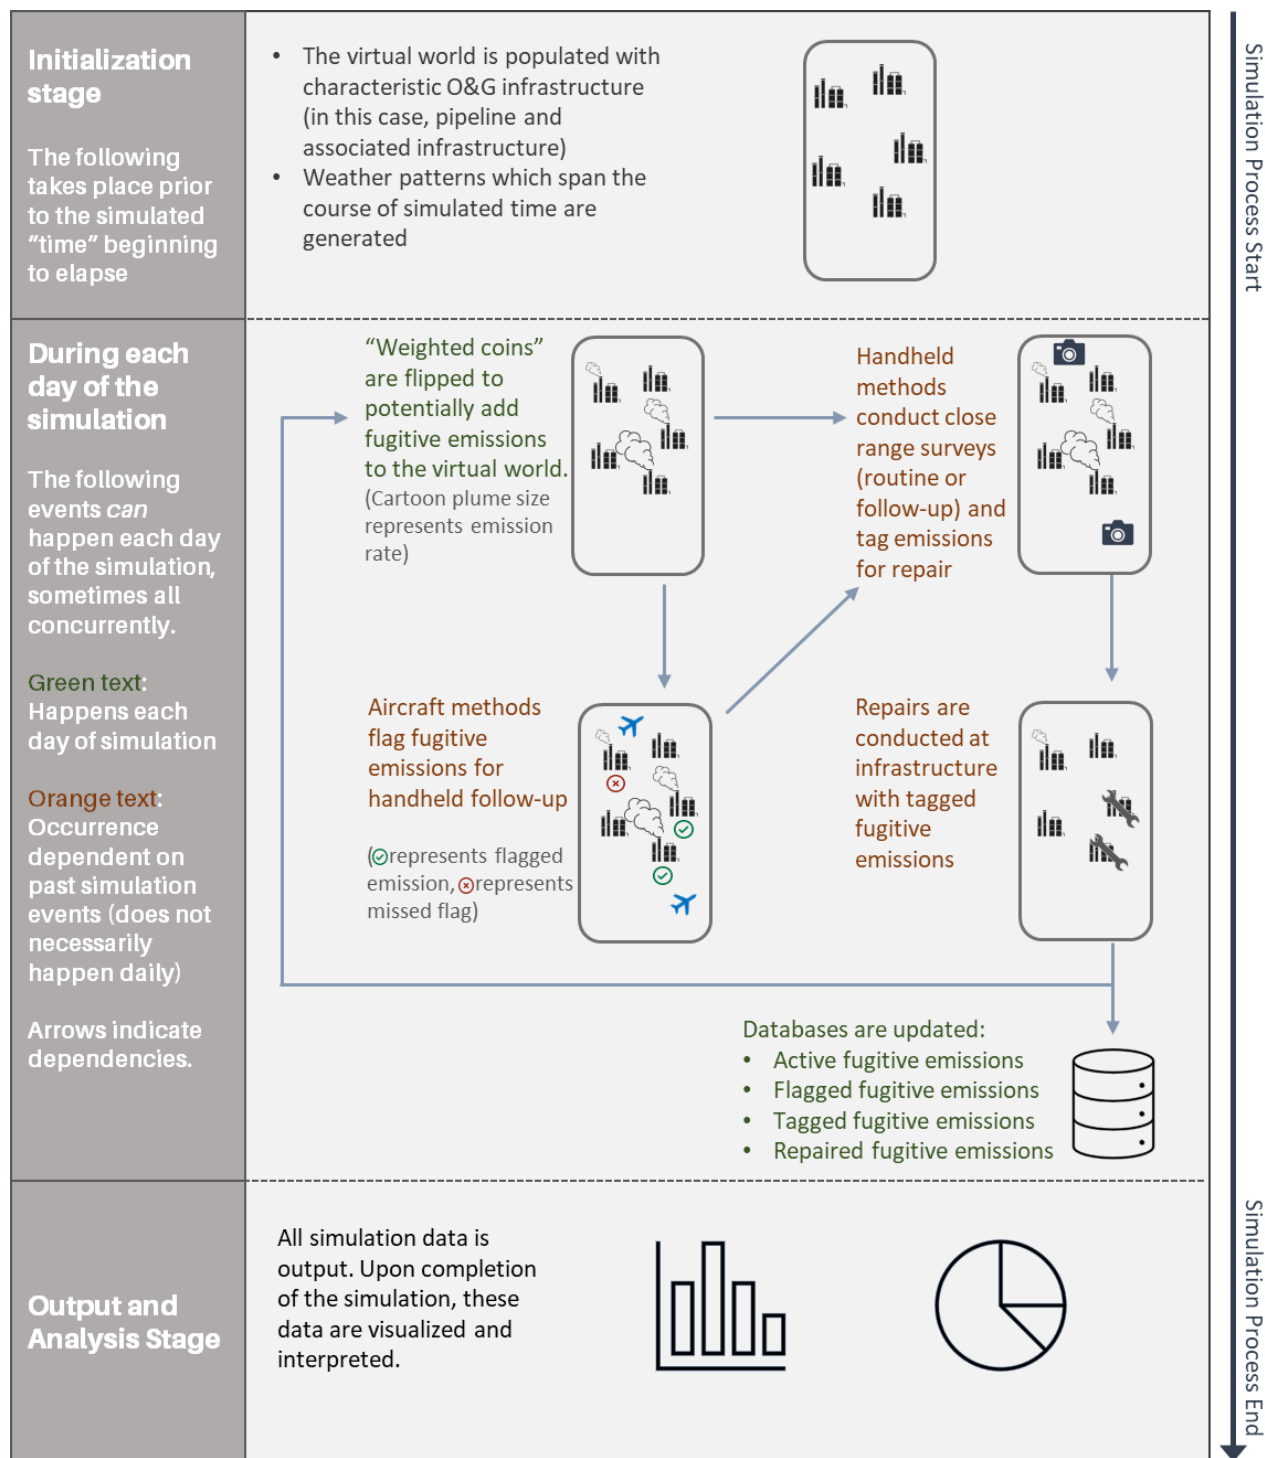 Initialization
stage
The following
takes place prior
to the simulated
“time” beginning
to elapse
• The virtual world is populated with
characteristic O&G infrastructure
(in this case, pipeline and
associated infrastructure)
• Weather patterns which span the
course of simulated time are
generated
Simulation Process Start
During each
day of the
simulation
The following
events can
happen each day
of the simulation,
sometimes all
concurrently.
Green text:
Happens each
day of simulation
Orange text:
Occurrence
dependent on
past simulation
events (does not
necessarily
happen daily)
Arrows indicate
dependencies.
“Weighted coins”
are flipped to
potentially add
fugitive emissions
to the virtual world.
(Cartoon plume size
represents emission
rate)
Handheld
methods
conduct close
range surveys
(routine or
follow-up) and
tag emissions
for repair
Aircraft methods
flag fugitive
emissions for
handheld follow-up
(represents flagged
emission, represents
missed flag)
Repairs are
conducted at
infrastructure
with tagged
fugitive
emissions
Databases are updated:
• Active fugitive emissions
• Flagged fugitive emissions
• Tagged fugitive emissions
• Repaired fugitive emissions
Output and
Analysis Stage
All simulation data is
output. Upon completion
of the simulation, these
data are visualized and
interpreted.
Simulation Process End